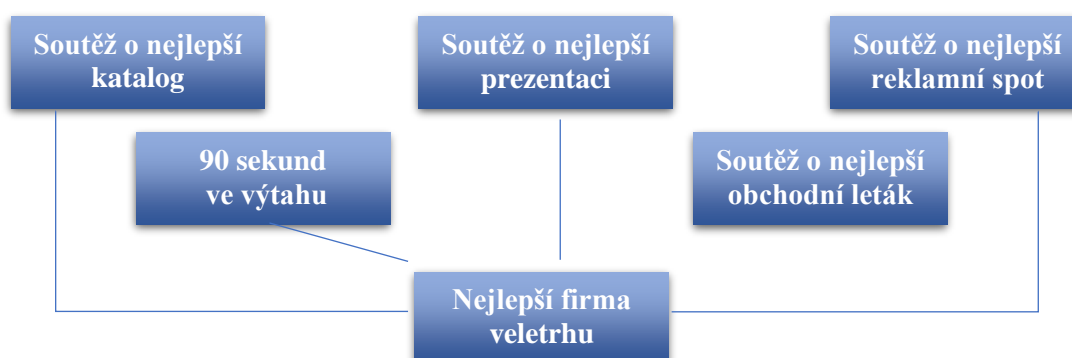 Soutěž o nejlepší
katalog
Soutěž o nejlepší
prezentaci
Soutěž o nejlepší
reklamní spot
90 sekund
ve výtahu
Soutěž o nejlepší
obchodní leták
Nejlepší firma
veletrhu